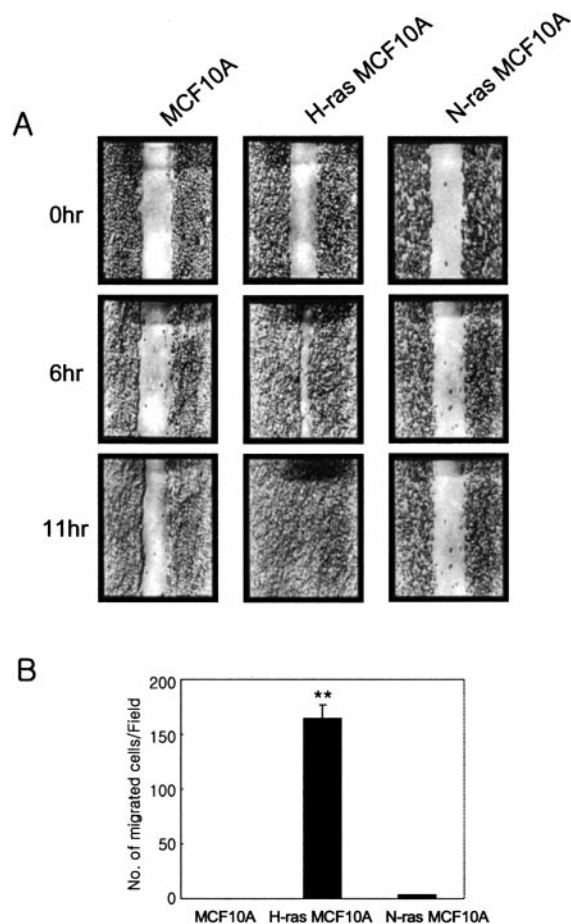 MCF10A
H-ras MCF10A
N-ras MCF10A
A
0hr
6hr
11hr
B
No. of migrated cells/Field
200
150
100
50
0
**
MCF10A
H-ras MCF10A
N-ras MCF10A